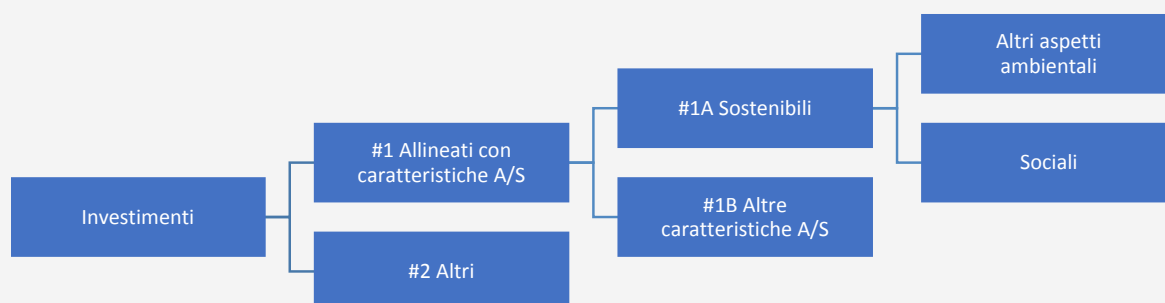 Investimenti
#1 Allineati con
caratteristiche A/S
#2 Altri
#1A Sostenibili
#1B Altre
caratteristiche A/S
Altri aspetti
ambientali
Sociali